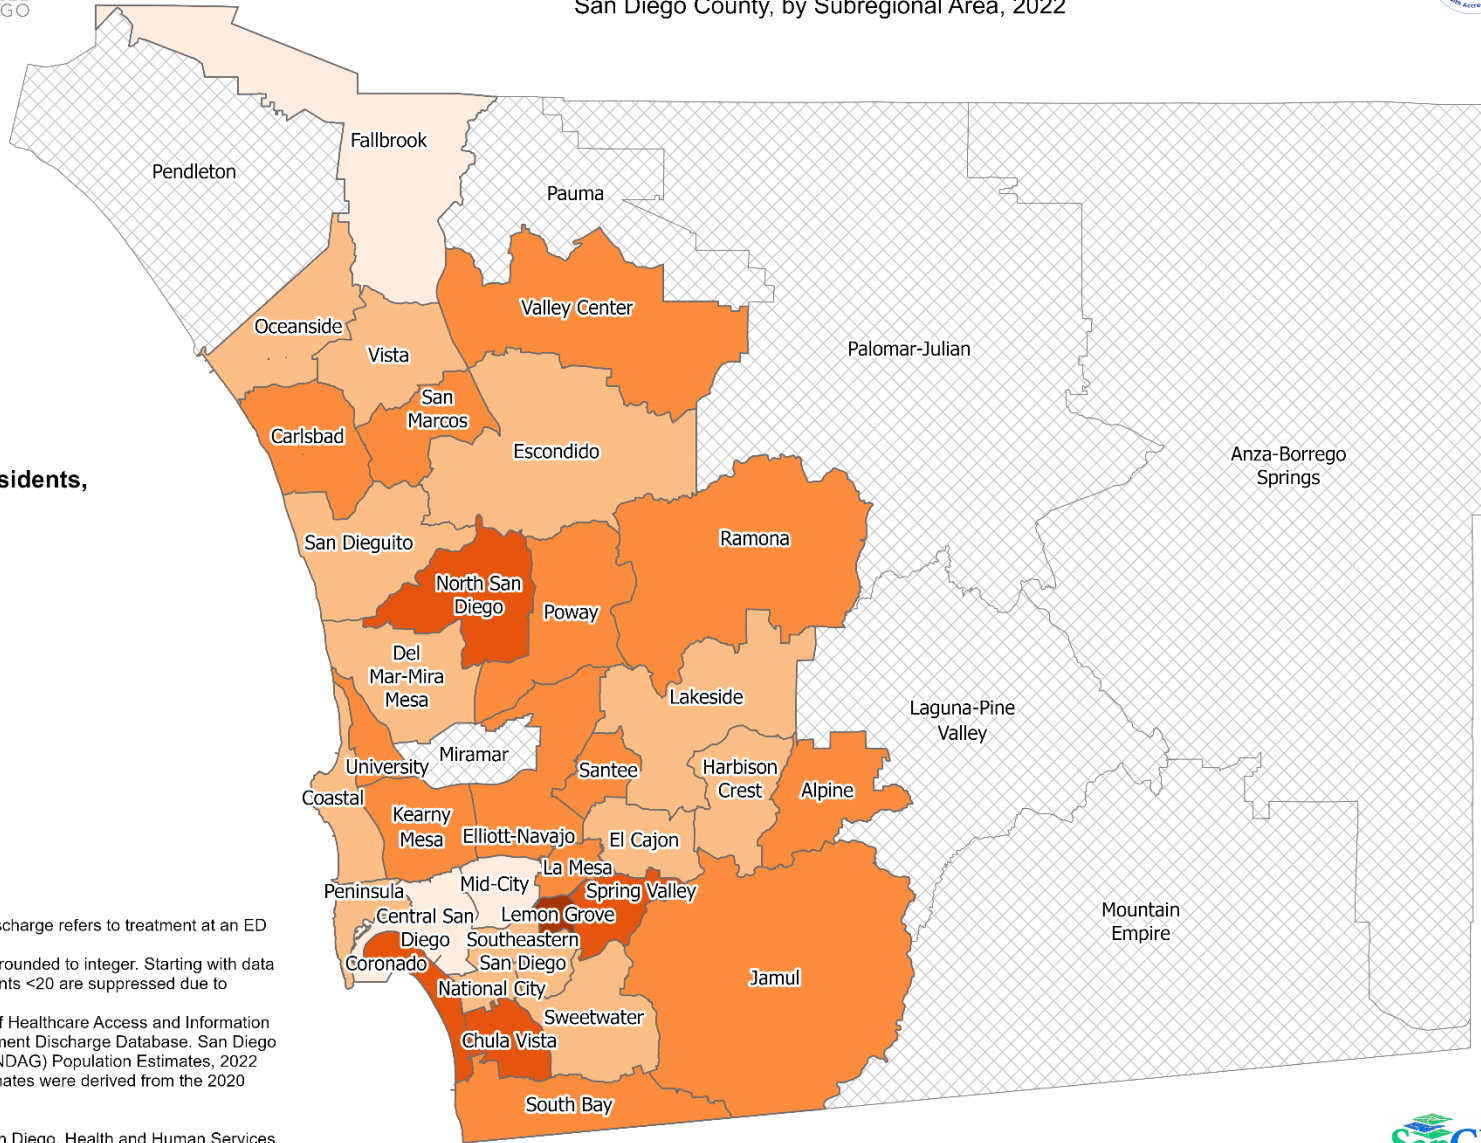 GO
San Diego County, by Subregional Area, 2022
Fallbrook
Pendleton
Pauma
Valley Center
Oceanside
Vista
Palomar-Julian
San
Marcos
Carlsbad
Escondido
Anza-Borrego
Springs
sidents,
San Dieguito
Ramona
North San
Diego
Poway
Del
Mar-Mira
Mesa
Lakeside
Laguna-Pine
Valley
Miramar
University
Santee
Harbison
Crest
Alpine
Coastal
Kearny
Mesa
Elliott-Navajo
El Cajon
La Mesa
Peninsula
Mid-City
Spring Valley
Central San
Diego
Lemon Grove
Mountain
Empire
Southeastern
San Diego
Coronado
National City
Jamul
Sweetwater
Chula Vista
South Bay
scharge refers to treatment at an ED
rounded to integer. Starting with data
nts <20 are suppressed due to
f Healthcare Access and Information
ment Discharge Database. San Diego
NDAG) Population Estimates, 2022
nates were derived from the 2020
n Diego, Health and Human Services